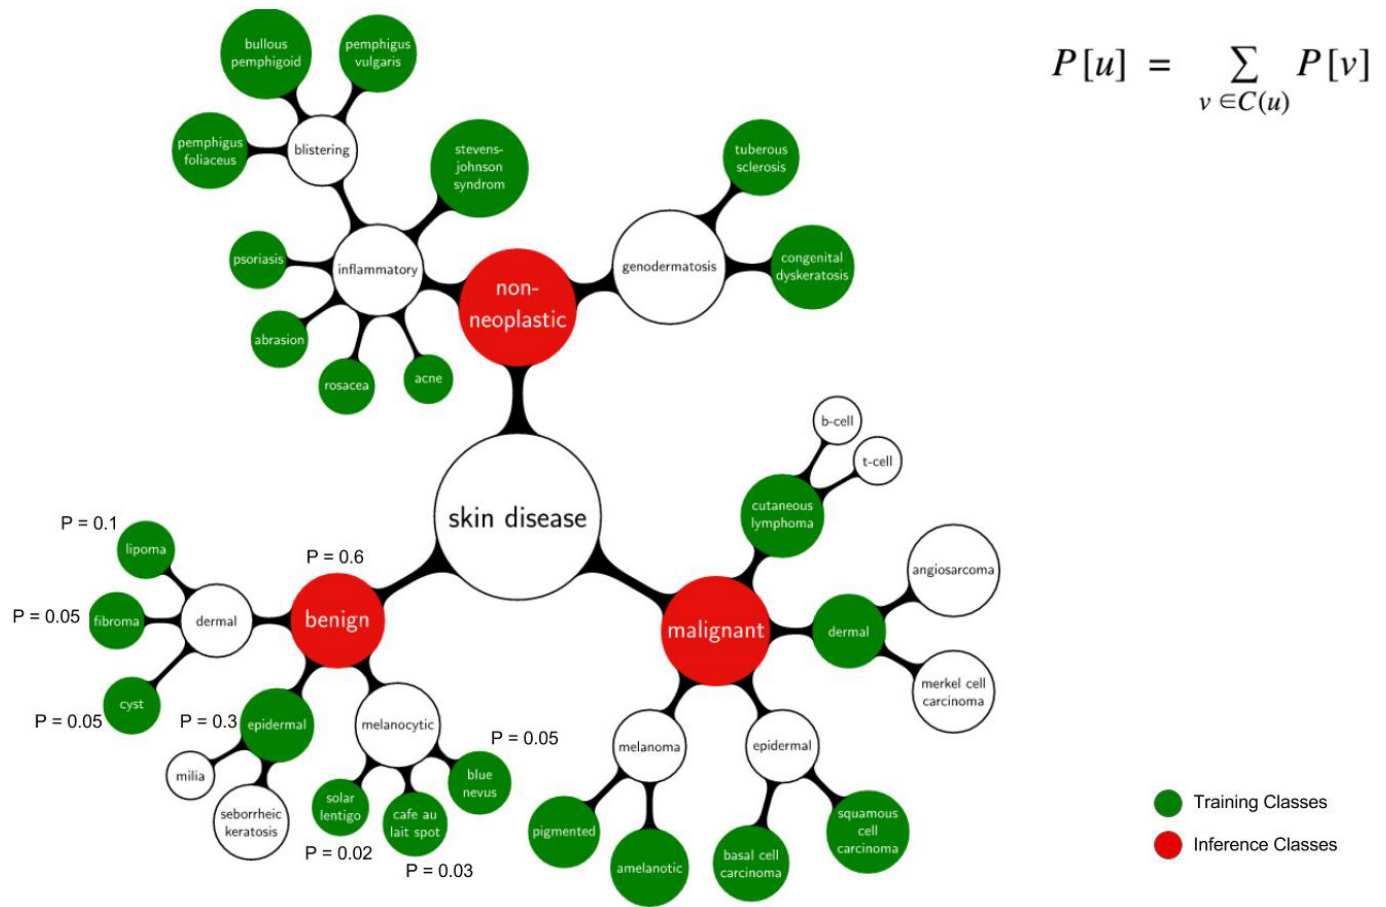 bullous
pemphigoid
pemphigus
vulgaris
P[u] = Σ P[v]
v ∈C(u)
pemphigus
foliaceus
blistering
stevens-
johnson
syndrom
tuberous
sclerosis
psoriasis
inflammatory
non-
neoplastic
genodermatosis
congenital
dyskeratosis
abrasion
rosacea
acne
b-cell
t-cell
skin disease
cutaneous
lymphoma
P = 0.1
lipoma
P = 0.6
angiosarcoma
P = 0.05
fibroma
dermal
benign
malignant
dermal
cyst
P = 0.05
P = 0.3
epidermal
melanocytic
merkel cell
carcinoma
P = 0.05
melanoma
epidermal
milia
blue
nevus
seborrheic
keratosis
solar
lentigo
cafe au
lait spot
P = 0.02
P = 0.03
pigmented
amelanotic
basal cell
carcinoma
squamous
cell
carcinoma
Training Classes
Inference Classes